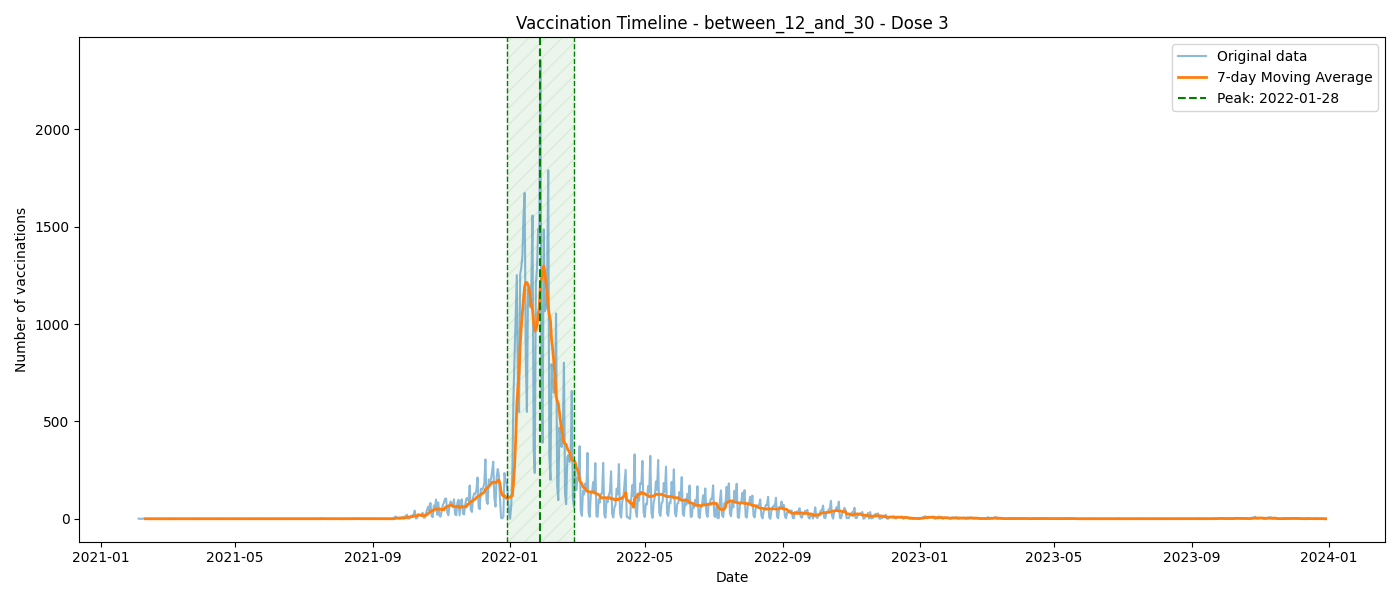 Vaccination Timeline - between_12_and_30 - Dose 3
Original data
7-day Moving Average
Peak: 2022-01-28
Number of vaccinations
2000
1500
1000
500
0
2021-01 2021-05 2021-09 2022-01 2022-05 2022-09 2023-01 2023-05 2023-09 2024-01
Date